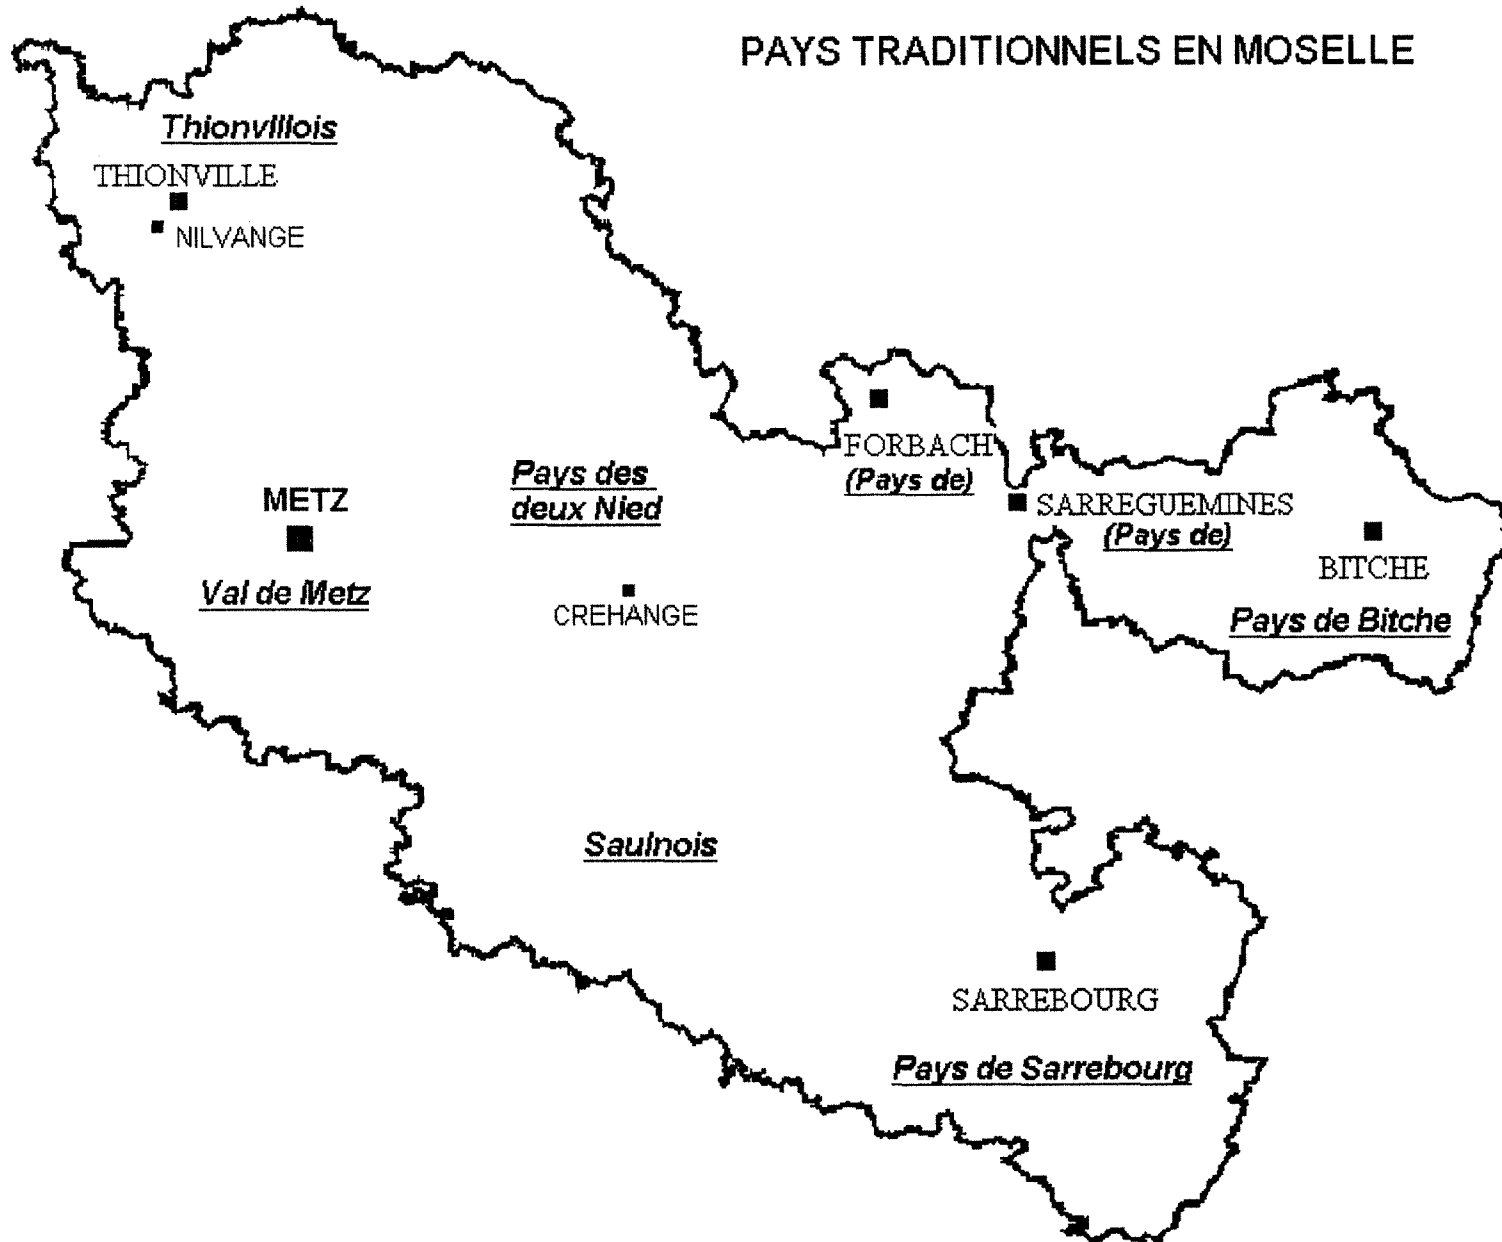 PAYS TRADITIONNELS EN MOSELLE
Thionvillois
THIONVILLE
NILVANGE
FORBACH
(Pays de)
Pays des
deux Nied
METZ
SARREGUEMINES
(Pays de)
BITCHE
Val de Metz
CREHANGE
Pays de Bitche
Saulnois
SARREBOURG
Pays de Sarrebourg